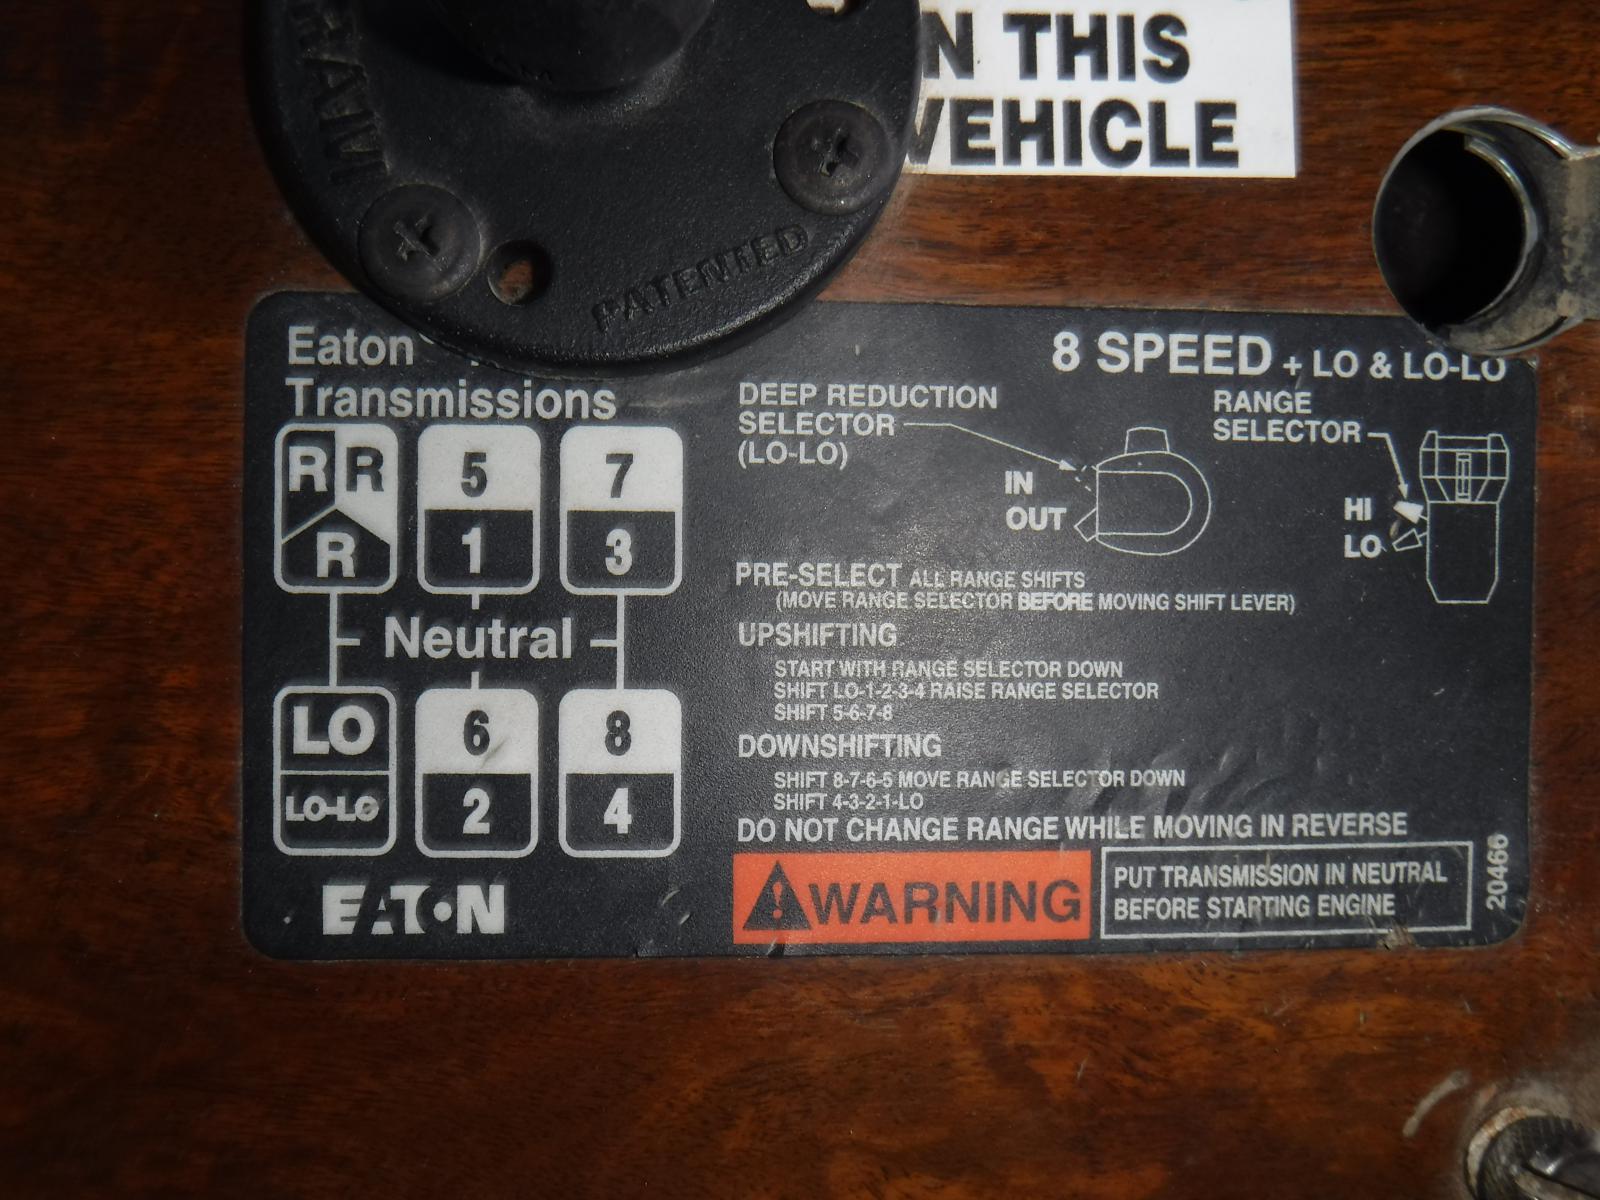 N THIS
VEHICLE
RAM
PATENTED
Eaton
Transmissions
8 SPEED + LO & LO-LO
R R 5 7
R 1 3
Neutral
LO 6 8
LO-LO 2 4
EATON
DEEP REDUCTION
SELECTOR
(LO-LO)
IN
OUT
RANGE
SELECTOR
HI
LO
PRE-SELECT ALL RANGE SHIFTS
(MOVE RANGE SELECTOR BEFORE MOVING SHIFT LEVER)
UPSHIFTING
START WITH RANGE SELECTOR DOWN
SHIFT LO-1-2-3-4 RAISE RANGE SELECTOR
SHIFT 5-6-7-8
DOWNSHIFTING
SHIFT 8-7-6-5 MOVE RANGE SELECTOR DOWN
SHIFT 4-3-2-1-LO
DO NOT CHANGE RANGE WHILE MOVING IN REVERSE
WARNING
PUT TRANSMISSION IN NEUTRAL
BEFORE STARTING ENGINE
20466